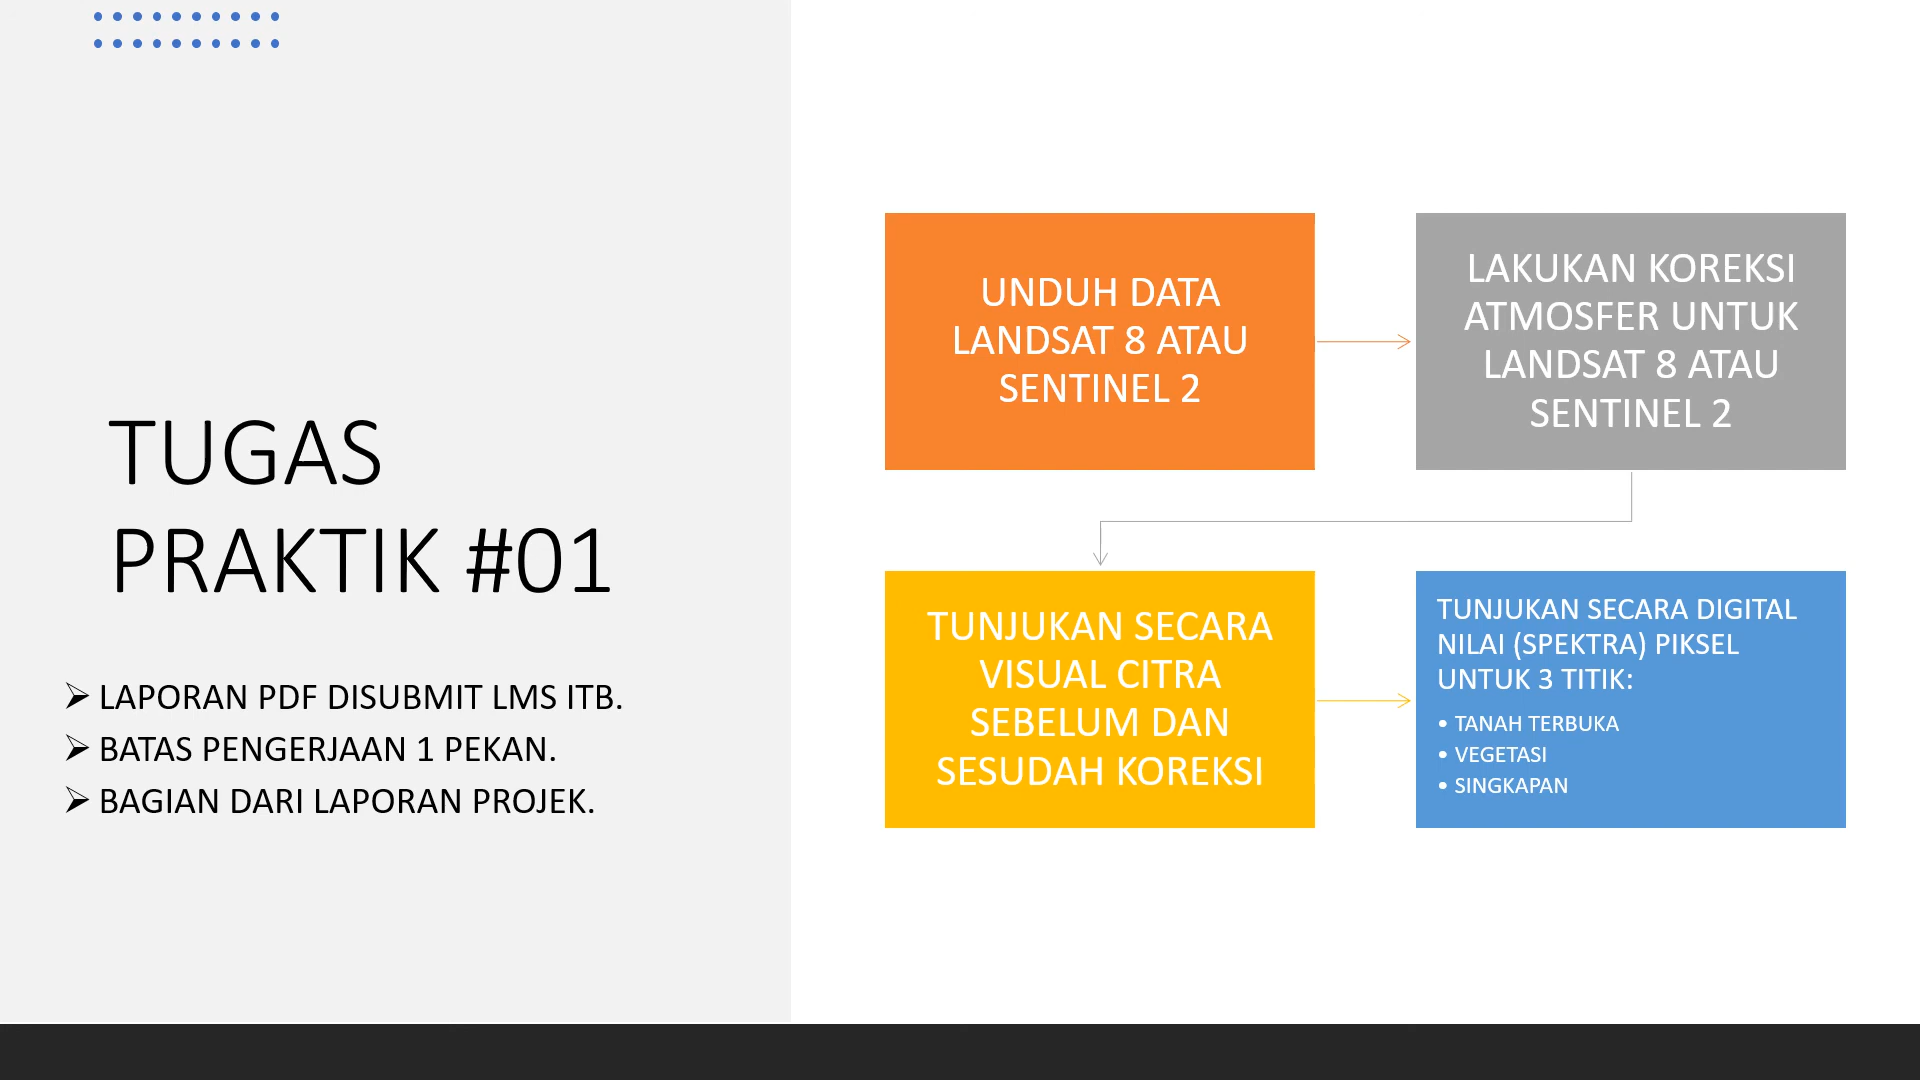 TUGAS
PRAKTIK #01
➢ LAPORAN PDF DISUBMIT LMS ITB.
➢ BATAS PENGERJAAN 1 PEKAN.
➢ BAGIAN DARI LAPORAN PROJEK.
UNDUH DATA
LANDSAT 8 ATAU
SENTINEL 2
LAKUKAN KOREKSI
ATMOSFER UNTUK
LANDSAT 8 ATAU
SENTINEL 2
TUNJUKAN SECARA
VISUAL CITRA
SEBELUM DAN
SESUDAH KOREKSI
TUNJUKAN SECARA DIGITAL
NILAI (SPEKTRA) PIKSEL
UNTUK 3 TITIK:
• TANAH TERBUKA
• VEGETASI
• SINGKAPAN